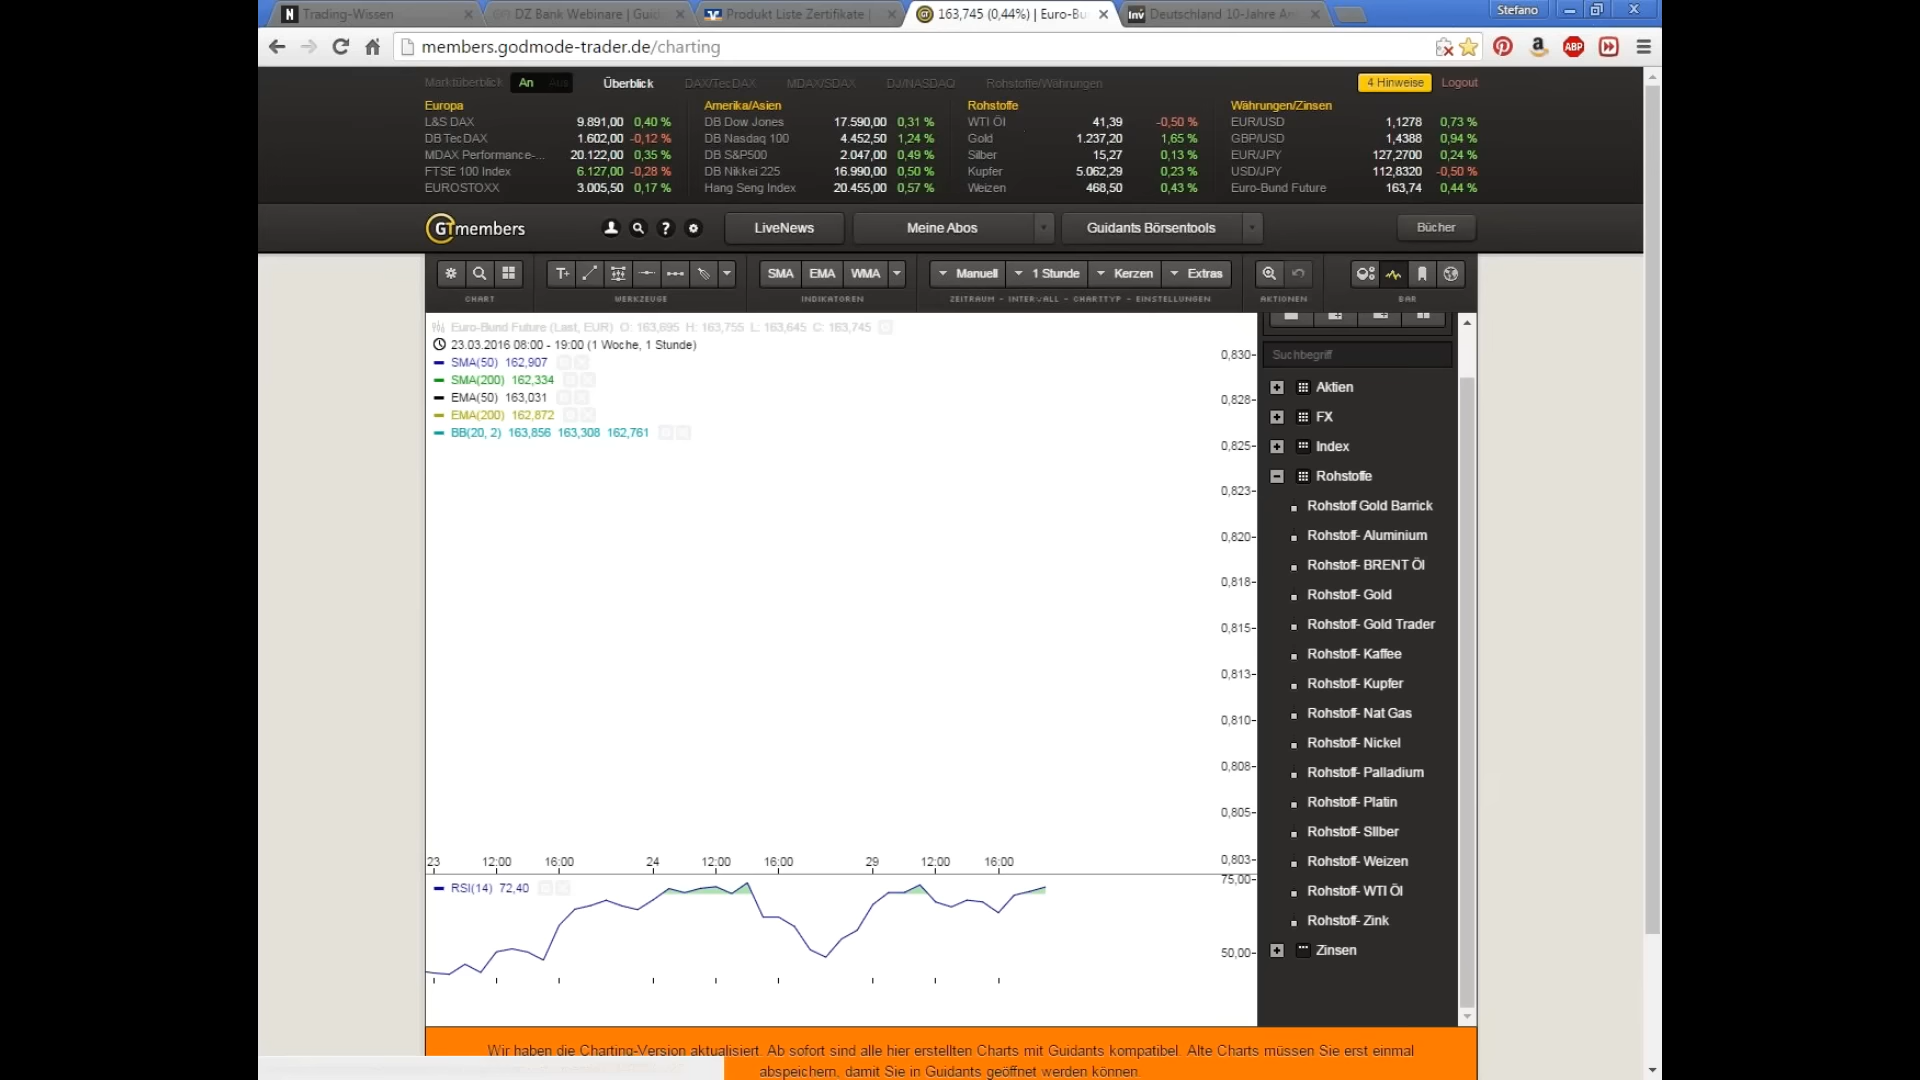 Trading-Wissen
DZ Bank Webinare | Guid
Produkt Liste Zertifikate |
163,745 (0,44%) | Euro-Bu
Deutschland 10-Jahre An
Stefano
members.godmode-trader.de/charting
Marktüberblick An Aus Überblick DAX/TecDAX MDAX/SDAX DJ/NASDAQ Rohstoffe/Währungen 4 Hinweise Logout
Europa
L&S DAX 9.891,00 0,40 %
DB TecDAX 1.602,00 -0,12 %
MDAX Performance-... 20.122,00 0,35 %
FTSE 100 Index 6.127,00 -0,28 %
EUROSTOXX 3.005,50 0,17 %
Amerika/Asien
DB Dow Jones 17.590,00 0,31 %
DB Nasdaq 100 4.452,50 1,24 %
DB S&P500 2.047,00 0,49 %
DB Nikkei 225 16.990,00 0,50 %
Hang Seng Index 20.455,00 0,57 %
Rohstoffe
WTI Öl 41,39 -0,50 %
Gold 1.237,20 1,65 %
Silber 15,27 0,13 %
Kupfer 5.062,29 0,23 %
Weizen 468,50 0,43 %
Währungen/Zinsen
EUR/USD 1,1278 0,73 %
GBP/USD 1,4388 0,94 %
EUR/JPY 127,2700 0,24 %
USD/JPY 112,8320 -0,50 %
Euro-Bund Future 163,74 0,44 %
GTmembers LiveNews Meine Abos Guidants Börsentools Bücher
SMA EMA WMA Manuell 1 Stunde Kerzen Extras
CHART WERKZEUGE INDIKATOREN ZEITRAUM - INTERVALL - CHARTTYP - EINSTELLUNGEN AKTIONEN BAR
Euro-Bund Future (Last, EUR) O: 163,695 H: 163,755 L: 163,645 C: 163,745
23.03.2016 08:00 - 19:00 (1 Woche, 1 Stunde)
SMA(50) 162,907
SMA(200) 162,334
EMA(50) 163,031
EMA(200) 162,872
BB(20, 2) 163,856 163,308 162,761
0,830
0,828
0,825
0,823
0,820
0,818
0,815
0,813
0,810
0,808
0,805
0,803
23 12:00 16:00 24 12:00 16:00 29 12:00 16:00
RSI(14) 72,40
75,00
50,00
Suchbegriff
Aktien
FX
Index
Rohstoffe
Rohstoff Gold Barrick
Rohstoff- Aluminium
Rohstoff- BRENT Öl
Rohstoff- Gold
Rohstoff- Gold Trader
Rohstoff- Kaffee
Rohstoff- Kupfer
Rohstoff- Nat Gas
Rohstoff- Nickel
Rohstoff- Palladium
Rohstoff- Platin
Rohstoff- SIlber
Rohstoff- Weizen
Rohstoff- WTI Öl
Rohstoff- Zink
Zinsen
Wir haben die Charting-Version aktualisiert. Ab sofort sind alle hier erstellten Charts mit Guidants kompatibel. Alte Charts müssen Sie erst einmal
abspeichern, damit Sie in Guidants geöffnet werden können